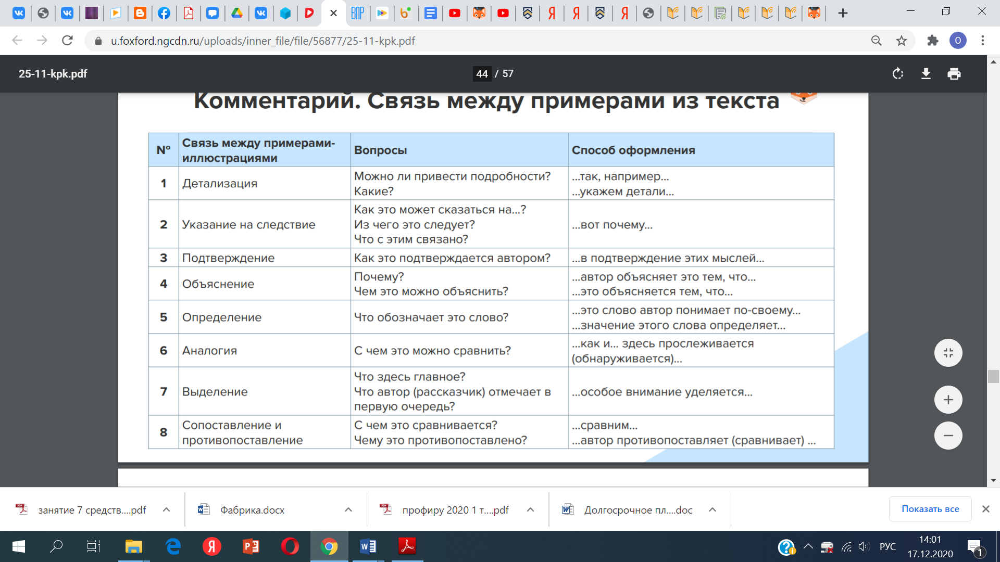 u.foxford.ngcdn.ru/uploads/inner_file/file/56877/25-11-kpk.pdf
О
25-11-kpk.pdf
44 / 57
Комментарий. Связь между примерами из текста
№ Связь между примерами-иллюстрациями Вопросы Способ оформления
1 Детализация Можно ли привести подробности? Какие? ...так, например... ...укажем детали...
2 Указание на следствие Как это может сказаться на...? Из чего это следует? Что с этим связано? ...вот почему...
3 Подтверждение Как это подтверждается автором? ...в подтверждение этих мыслей...
4 Объяснение Почему? Чем это можно объяснить? ...автор объясняет это тем, что... ...это объясняется тем, что...
5 Определение Что обозначает это слово? ...это слово автор понимает по-своему... ...значение этого слова определяет...
6 Аналогия С чем это можно сравнить? ...как и... здесь прослеживается (обнаруживается)...
7 Выделение Что здесь главное? Что автор (рассказчик) отмечает в первую очередь? ...особое внимание уделяется...
8 Сопоставление и противопоставление С чем это сравнивается? Чему это противопоставлено? ...сравним... ...автор противопоставляет (сравнивает) ...
занятие 7 средств....pdf
Фабрика.docx
профиру 2020 1 т....pdf
Долгосрочное пл....doc
Показать все
РУС
14:01
17.12.2020
1